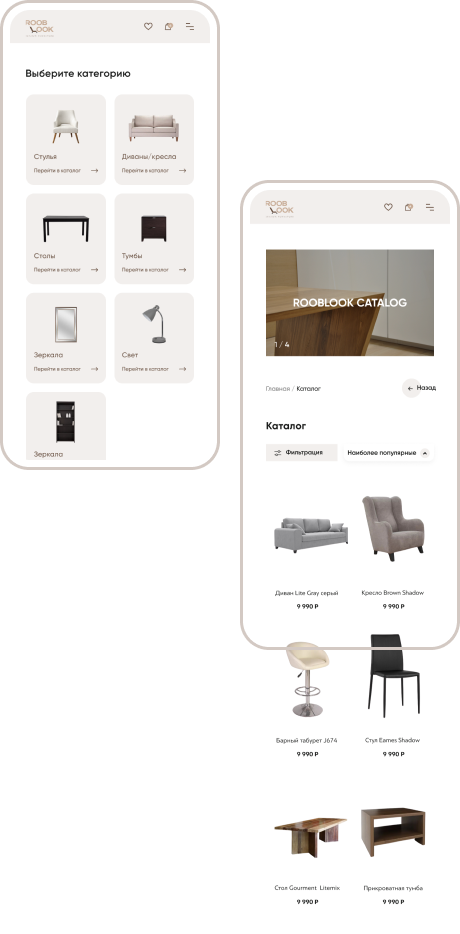 ROOB
LOOK
Выберите категорию
Стулья
Перейти в каталог
Диваны/кресла
Перейти в каталог
Столы
Перейти в каталог
Тумбы
Перейти в каталог
Зеркала
Перейти в каталог
Свет
Перейти в каталог
Зеркала
ROOB
LOOK
ROOBLOOK CATALOG
1 / 4
Главная / Каталог
Назад
Каталог
Фильтрация
Наиболее популярные
Диван Lite Gray серый
9 990 Р
Кресло Brown Shadow
9 990 Р
Барный табурет J674
9 990 Р
Стул Eames Shadow
9 990 Р
Стол Gourment Litemix
9 990 Р
Прикроватная тумба
9 990 Р